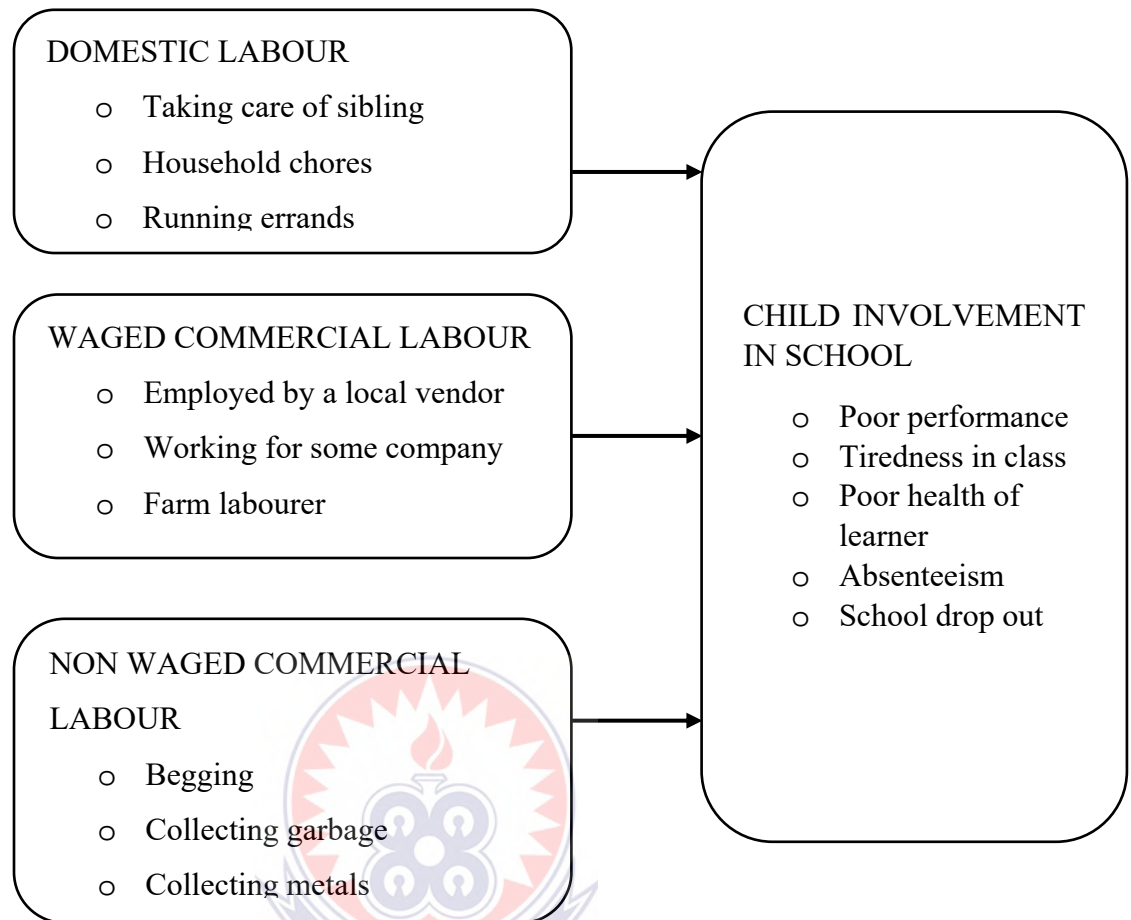 DOMESTIC LABOUR
o Taking care of sibling
o Household chores
o Running errands
WAGED COMMERCIAL LABOUR
o Employed by a local vendor
o Working for some company
o Farm labourer
NON WAGED COMMERCIAL
LABOUR
o Begging
o Collecting garbage
o Collecting metals
CHILD INVOLVEMENT
IN SCHOOL
o Poor performance
o Tiredness in class
o Poor health of
learner
o Absenteeism
o School drop out